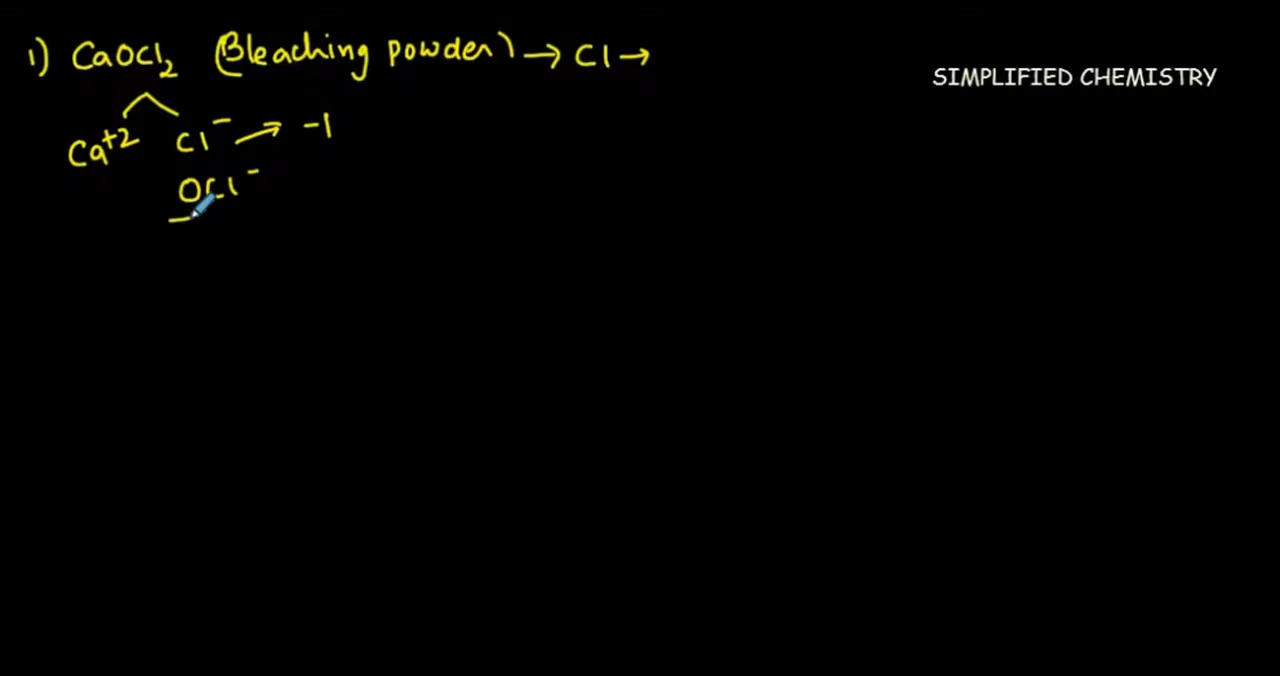 1) CaOCl₂ (Bleaching powder) → Cl →
SIMPLIFIED CHEMISTRY
Ca⁺² Cl⁻ → -1
OCl⁻